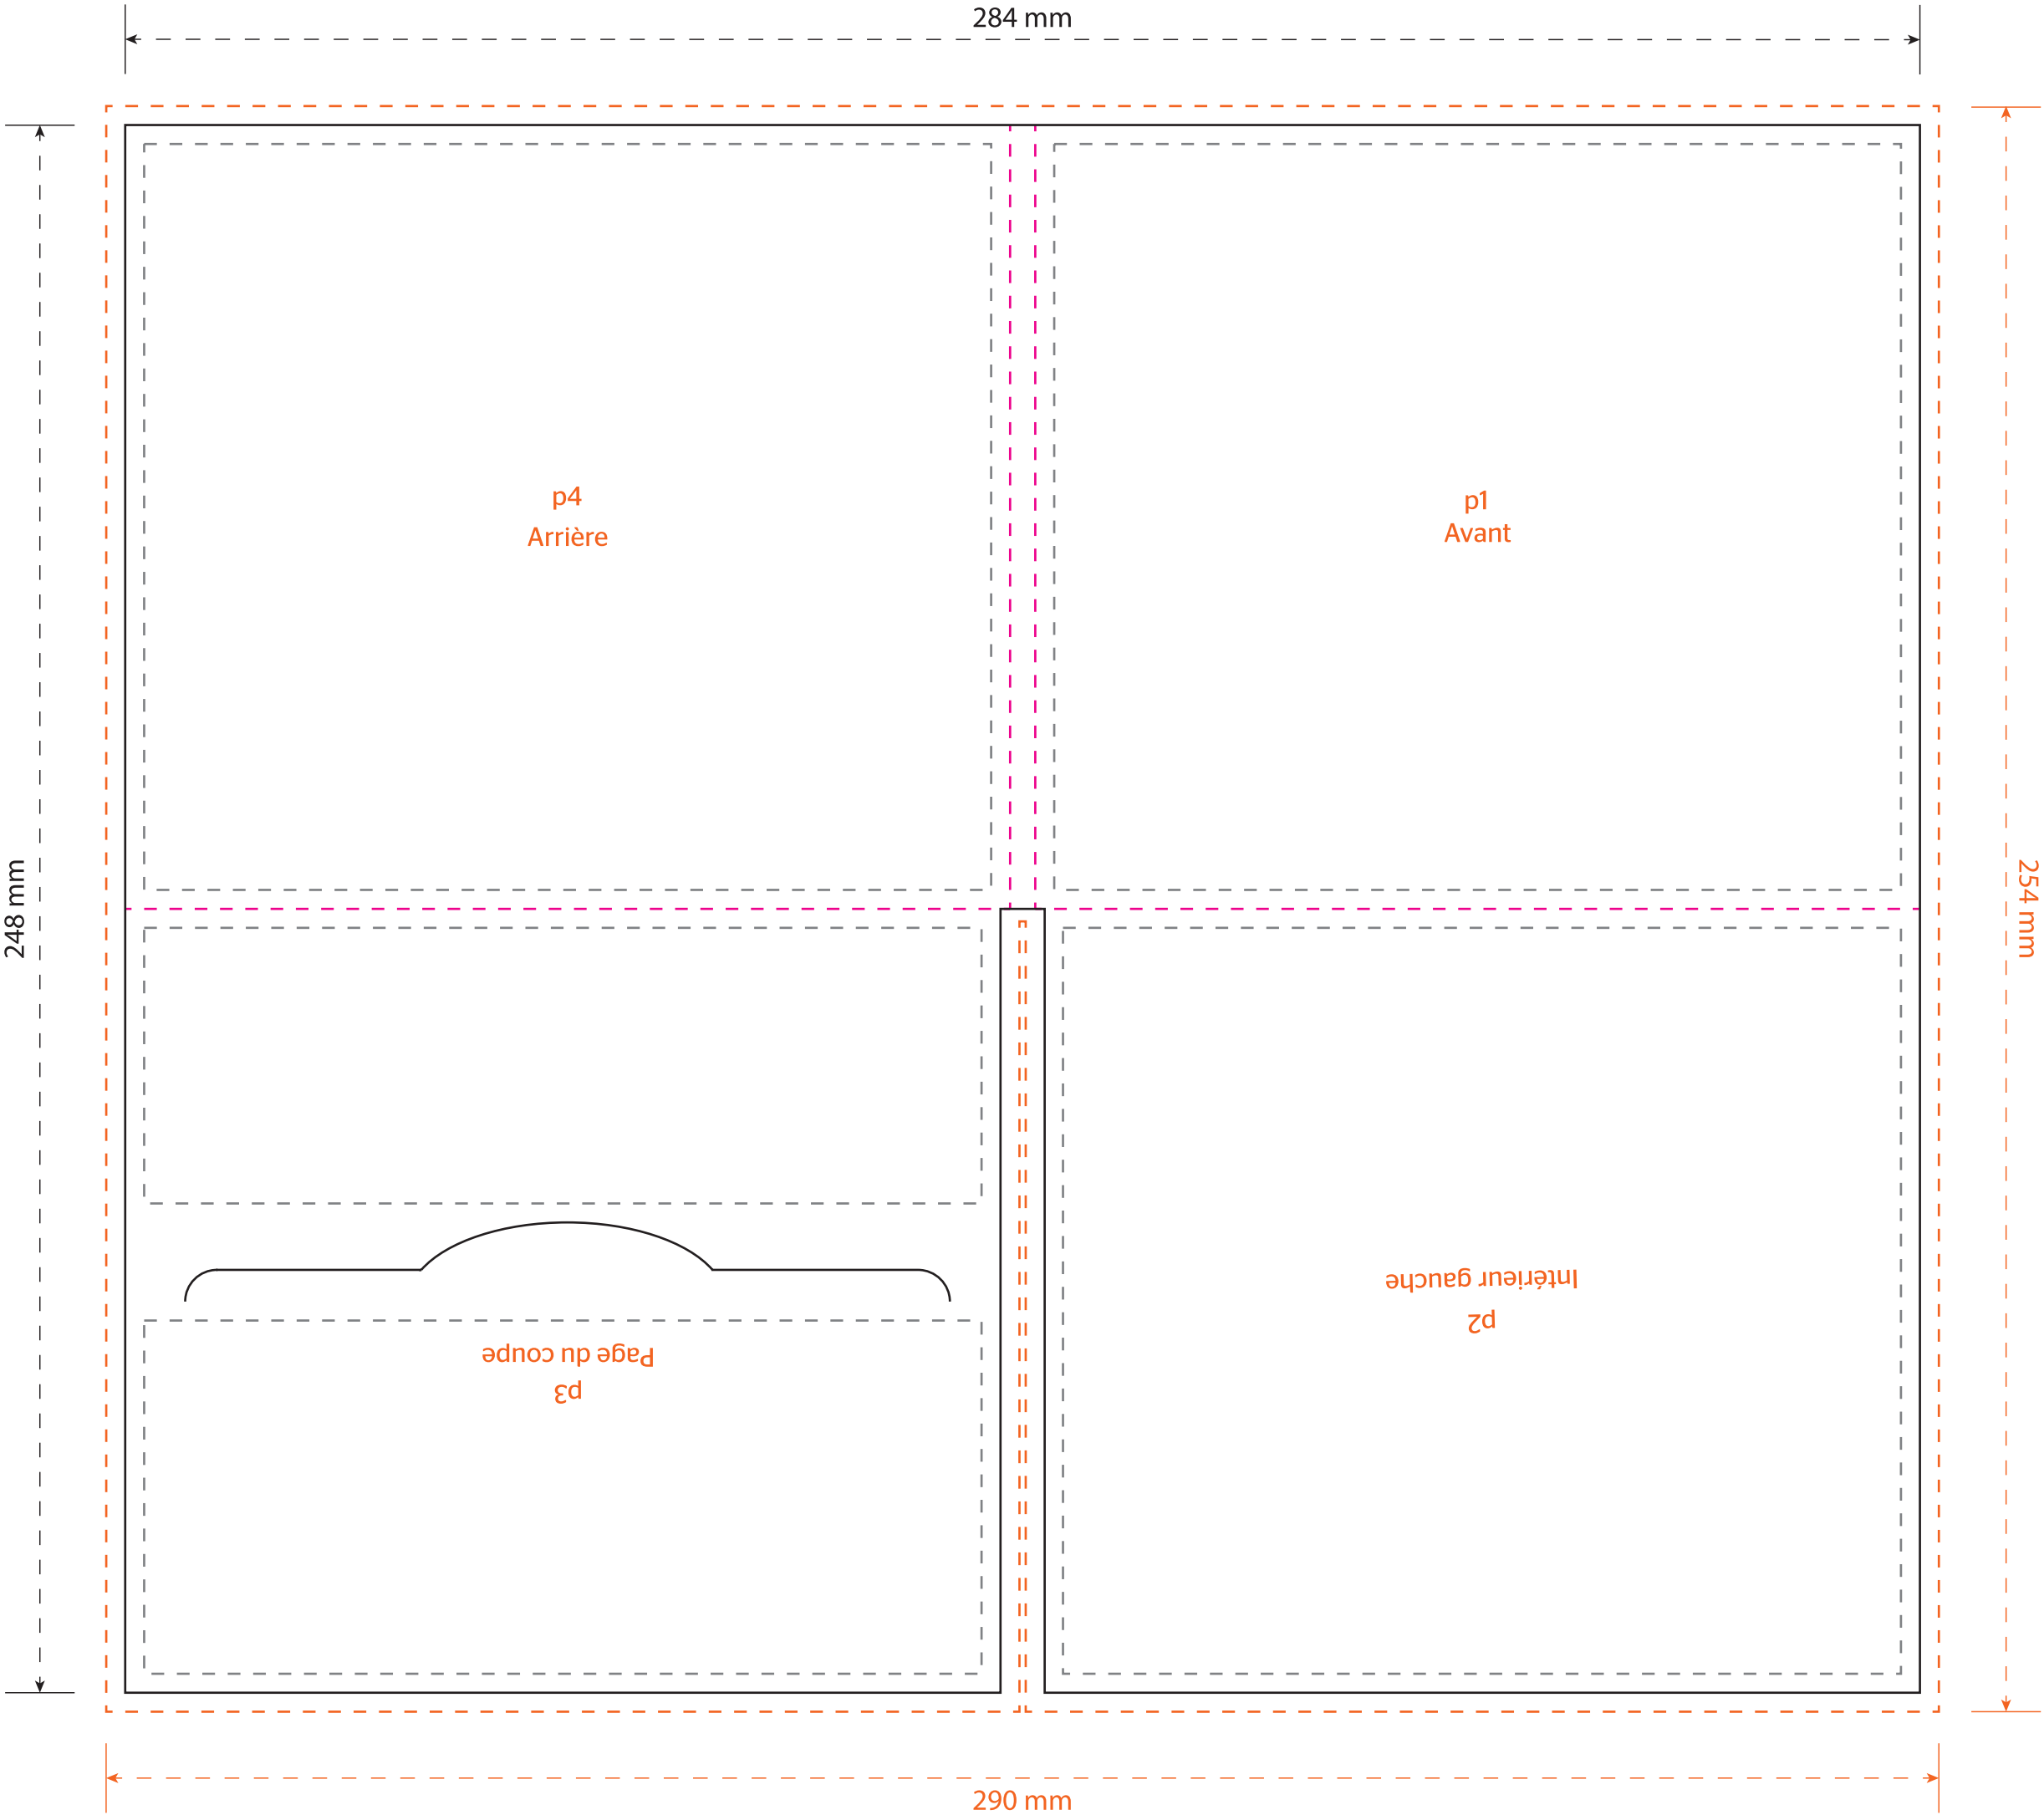 284 mm
p4
Arrière
p1
Avant
248 mm
254 mm
Intérieur gauche
p2
Page du coupe
p3
290 mm